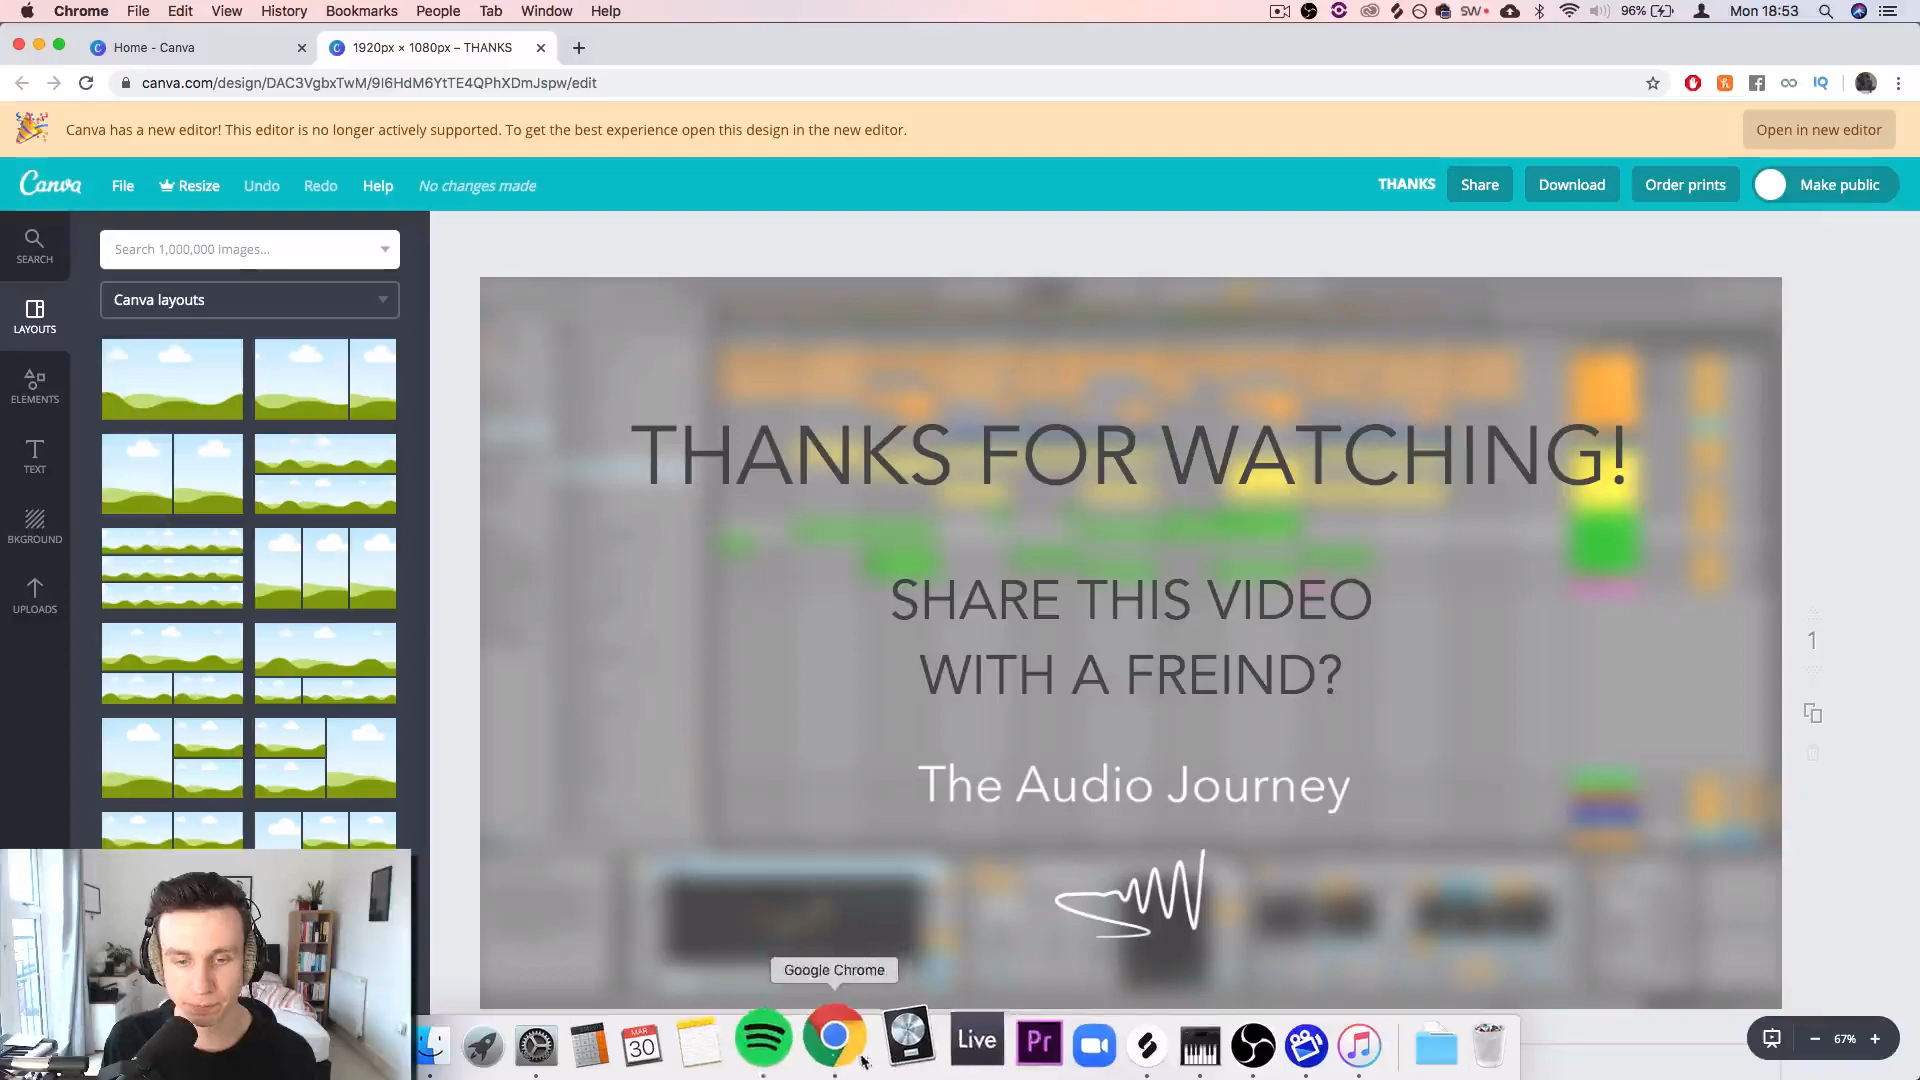 Chrome File Edit View History Bookmarks People Tab Window Help
SW 96% Mon 18:53
Home - Canva
1920px × 1080px – THANKS
canva.com/design/DAC3VgbxTwM/9I6HdM6YtTE4QPhXDmJspw/edit
IQ
Canva has a new editor! This editor is no longer actively supported. To get the best experience open this design in the new editor.
Open in new editor
Canva File Resize Undo Redo Help No changes made
THANKS Share Download Order prints Make public
SEARCH
LAYOUTS
ELEMENTS
TEXT
BKGROUND
UPLOADS
Search 1,000,000 images...
Canva layouts
THANKS FOR WATCHING!
SHARE THIS VIDEO
WITH A FREIND?
The Audio Journey
1
Google Chrome
MAR
30
Live
Pr
67%